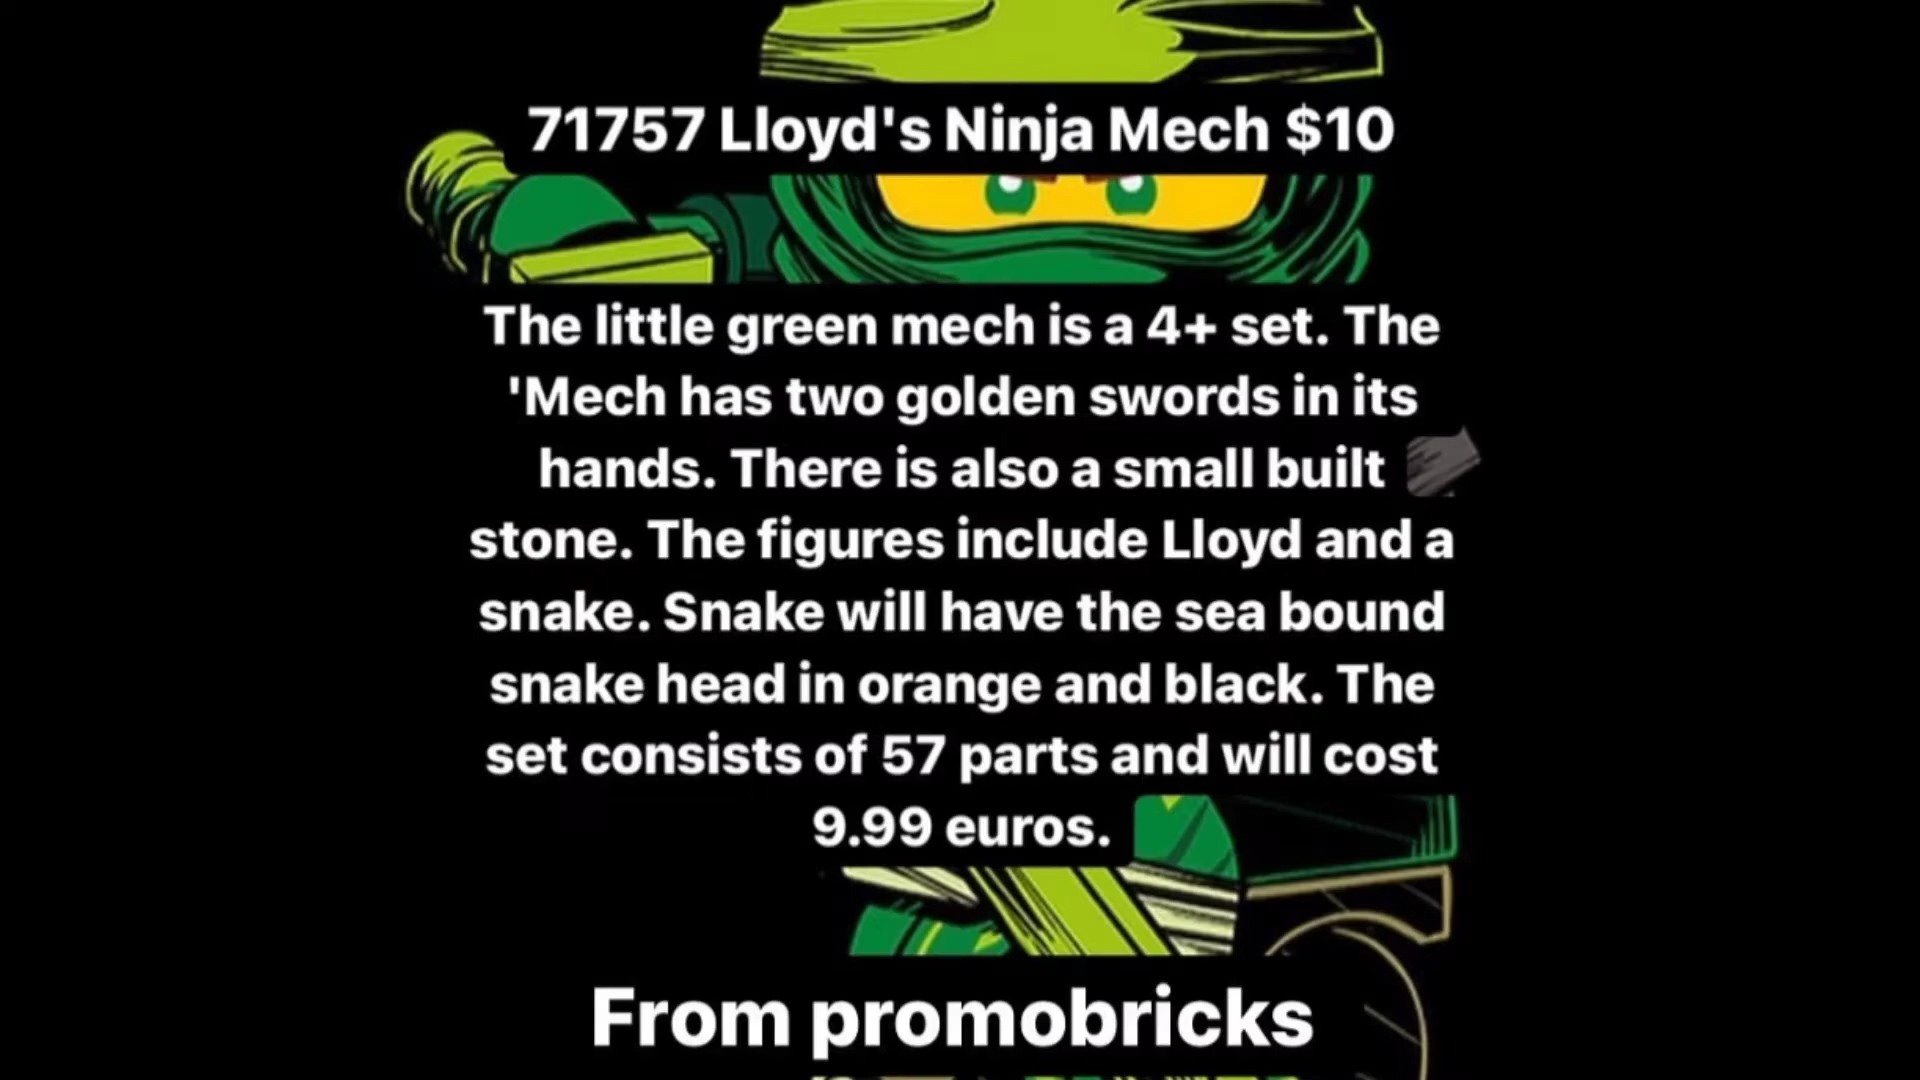 71757 Lloyd's Ninja Mech $10
The little green mech is a 4+ set. The
'Mech has two golden swords in its
hands. There is also a small built
stone. The figures include Lloyd and a
snake. Snake will have the sea bound
snake head in orange and black. The
set consists of 57 parts and will cost
9.99 euros.
From promobricks